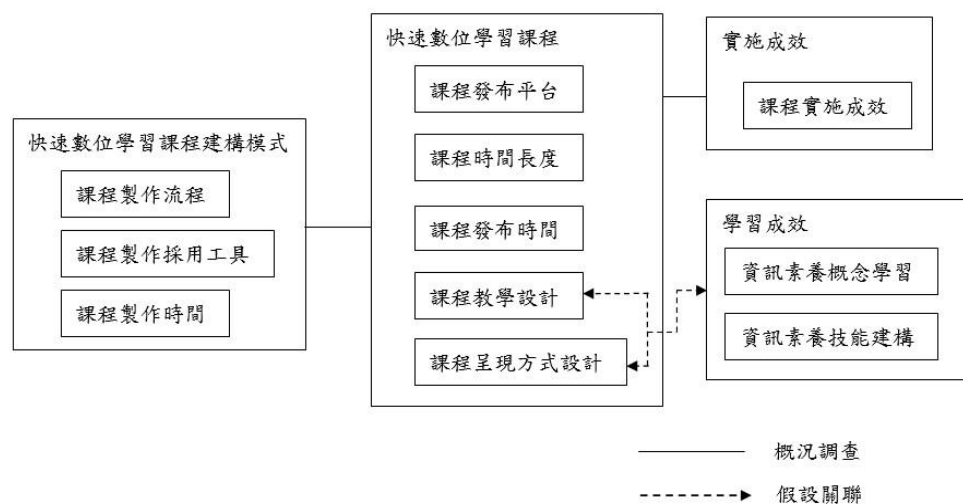 快速數位學習課程建構模式
課程製作流程
課程製作採用工具
課程製作時間
快速數位學習課程
課程發布平台
課程時間長度
課程發布時間
課程教學設計
課程呈現方式設計
實施成效
課程實施成效
學習成效
資訊素養概念學習
資訊素養技能建構
概況調查
假設關聯